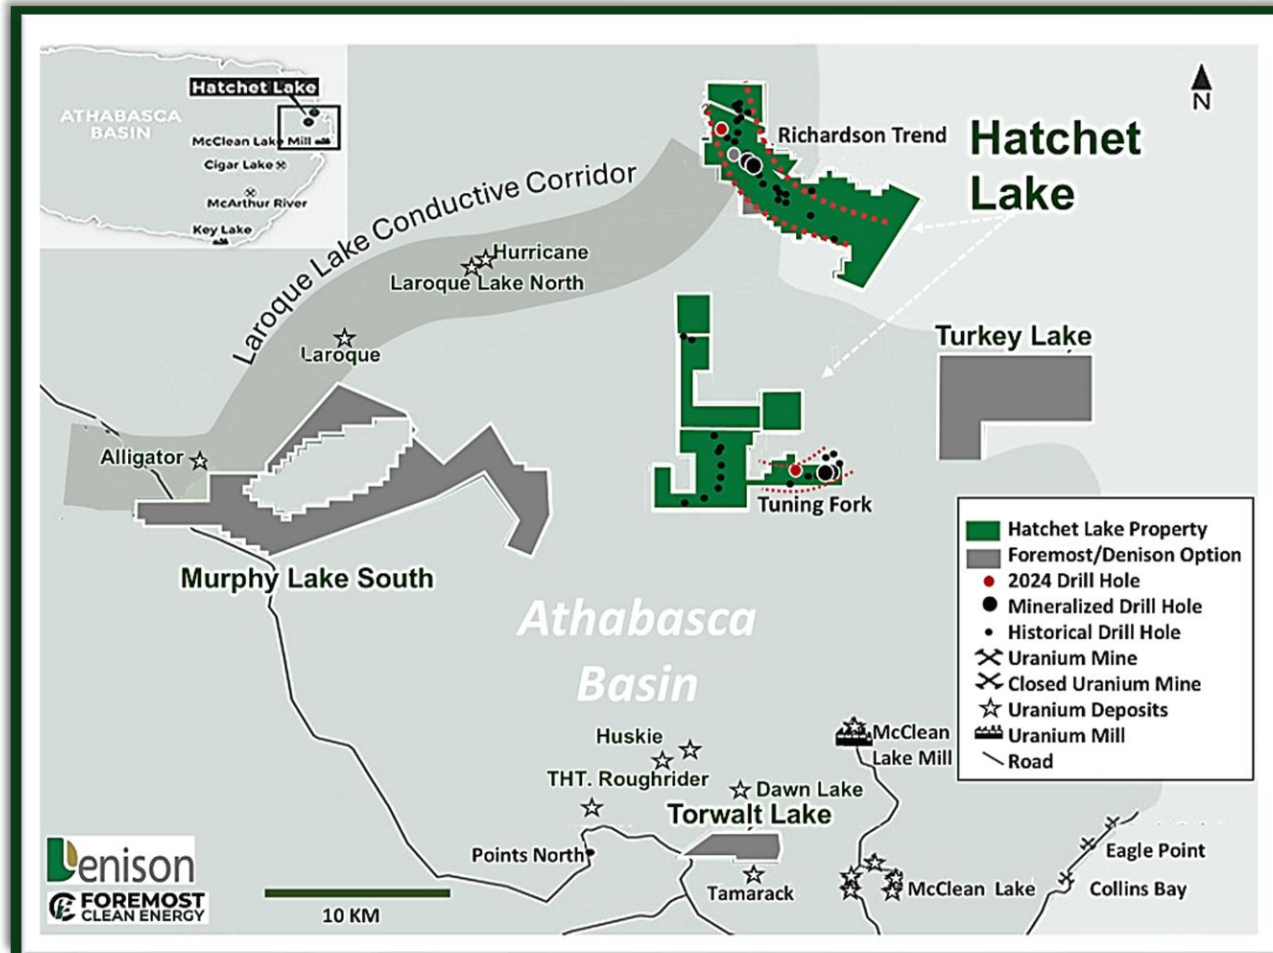 Hatchet Lake
ATHABASCA
BASIN
McClean Lake Mill
Cigar Lake
McArthur River
Key Lake
N
Richardson Trend
Hatchet
Lake
Laroque Lake Conductive Corridor
Hurricane
Laroque Lake North
Laroque
Turkey Lake
Alligator
Tuning Fork
Murphy Lake South
Athabasca
Basin
Hatchet Lake Property
Foremost/Denison Option
2024 Drill Hole
Mineralized Drill Hole
Historical Drill Hole
Uranium Mine
Closed Uranium Mine
Uranium Deposits
Uranium Mill
Road
Huskie
THT. Roughrider
McClean
Lake Mill
Dawn Lake
Torwalt Lake
Points North
Tamarack
McClean Lake
Eagle Point
Collins Bay
Denison
FOREMOST
CLEAN ENERGY
10 KM